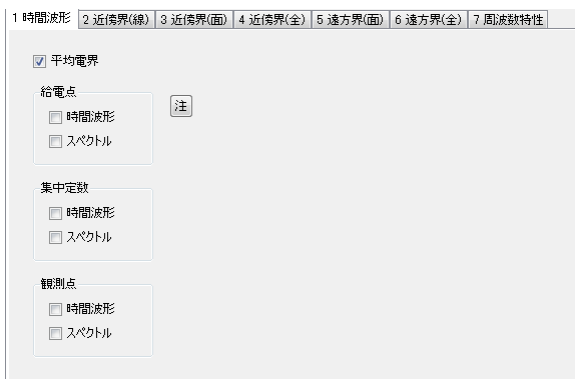 1 時間波形 2 近傍界(線) 3 近傍界(面) 4 近傍界(全) 5 遠方界(面) 6 遠方界(全) 7 周波数特性
平均電界
給電点
注
時間波形
スペクトル
集中定数
時間波形
スペクトル
観測点
時間波形
スペクトル